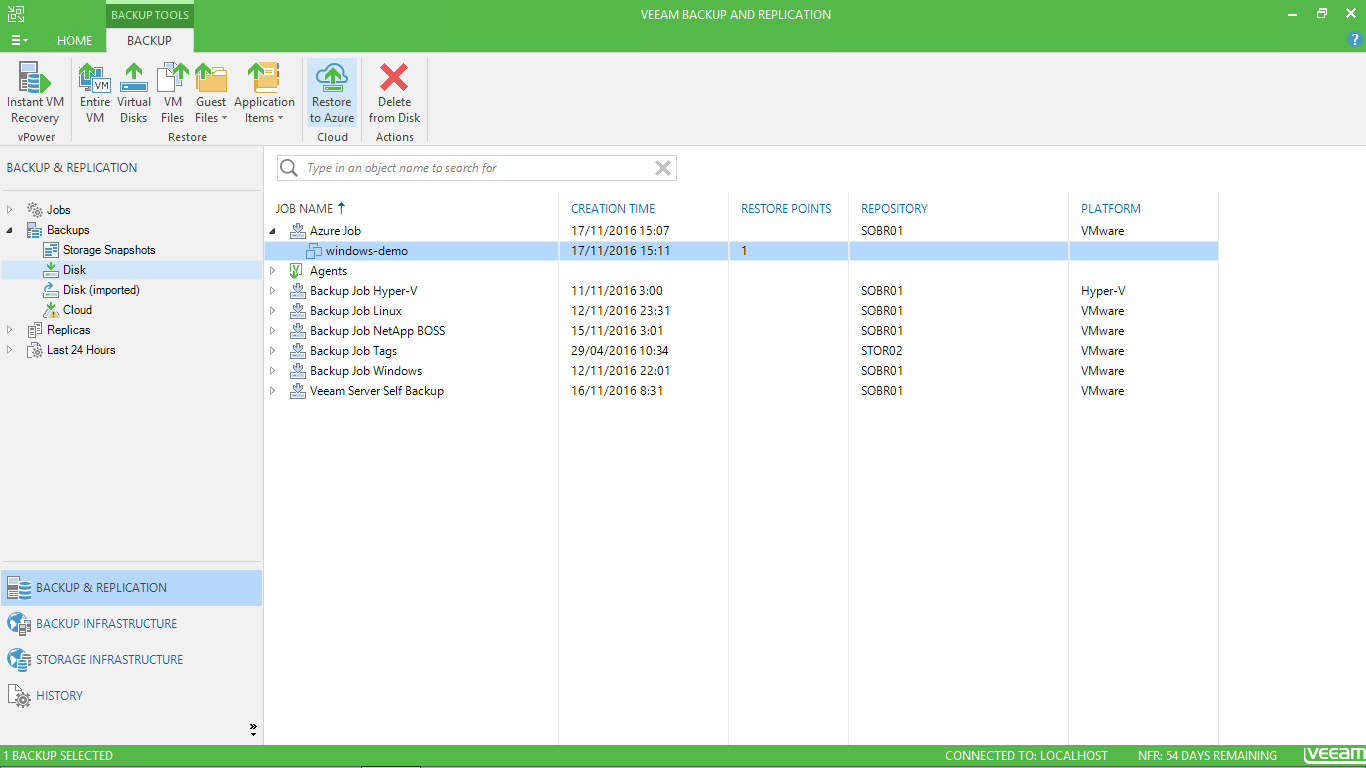 BACKUP TOOLS
VEEAM BACKUP AND REPLICATION
HOME BACKUP
?
Instant VM Recovery
Entire VM
Virtual Disks
VM Files
Guest Files
Application Items
Restore to Azure
Delete from Disk
VM
vPower Restore Cloud Actions
BACKUP & REPLICATION
Type in an object name to search for
Jobs
Backups
Storage Snapshots
Disk
Disk (imported)
Cloud
Replicas
Last 24 Hours
JOB NAME CREATION TIME RESTORE POINTS REPOSITORY PLATFORM
Azure Job 17/11/2016 15:07 SOBR01 VMware
windows-demo 17/11/2016 15:11 1
Agents
Backup Job Hyper-V 11/11/2016 3:00 SOBR01 Hyper-V
Backup Job Linux 12/11/2016 23:31 SOBR01 VMware
Backup Job NetApp BOSS 15/11/2016 3:01 SOBR01 VMware
Backup Job Tags 29/04/2016 10:34 STOR02 VMware
Backup Job Windows 12/11/2016 22:01 SOBR01 VMware
Veeam Server Self Backup 16/11/2016 8:31 SOBR01 VMware
BACKUP & REPLICATION
BACKUP INFRASTRUCTURE
STORAGE INFRASTRUCTURE
HISTORY
1 BACKUP SELECTED CONNECTED TO: LOCALHOST NFR: 54 DAYS REMAINING veeam